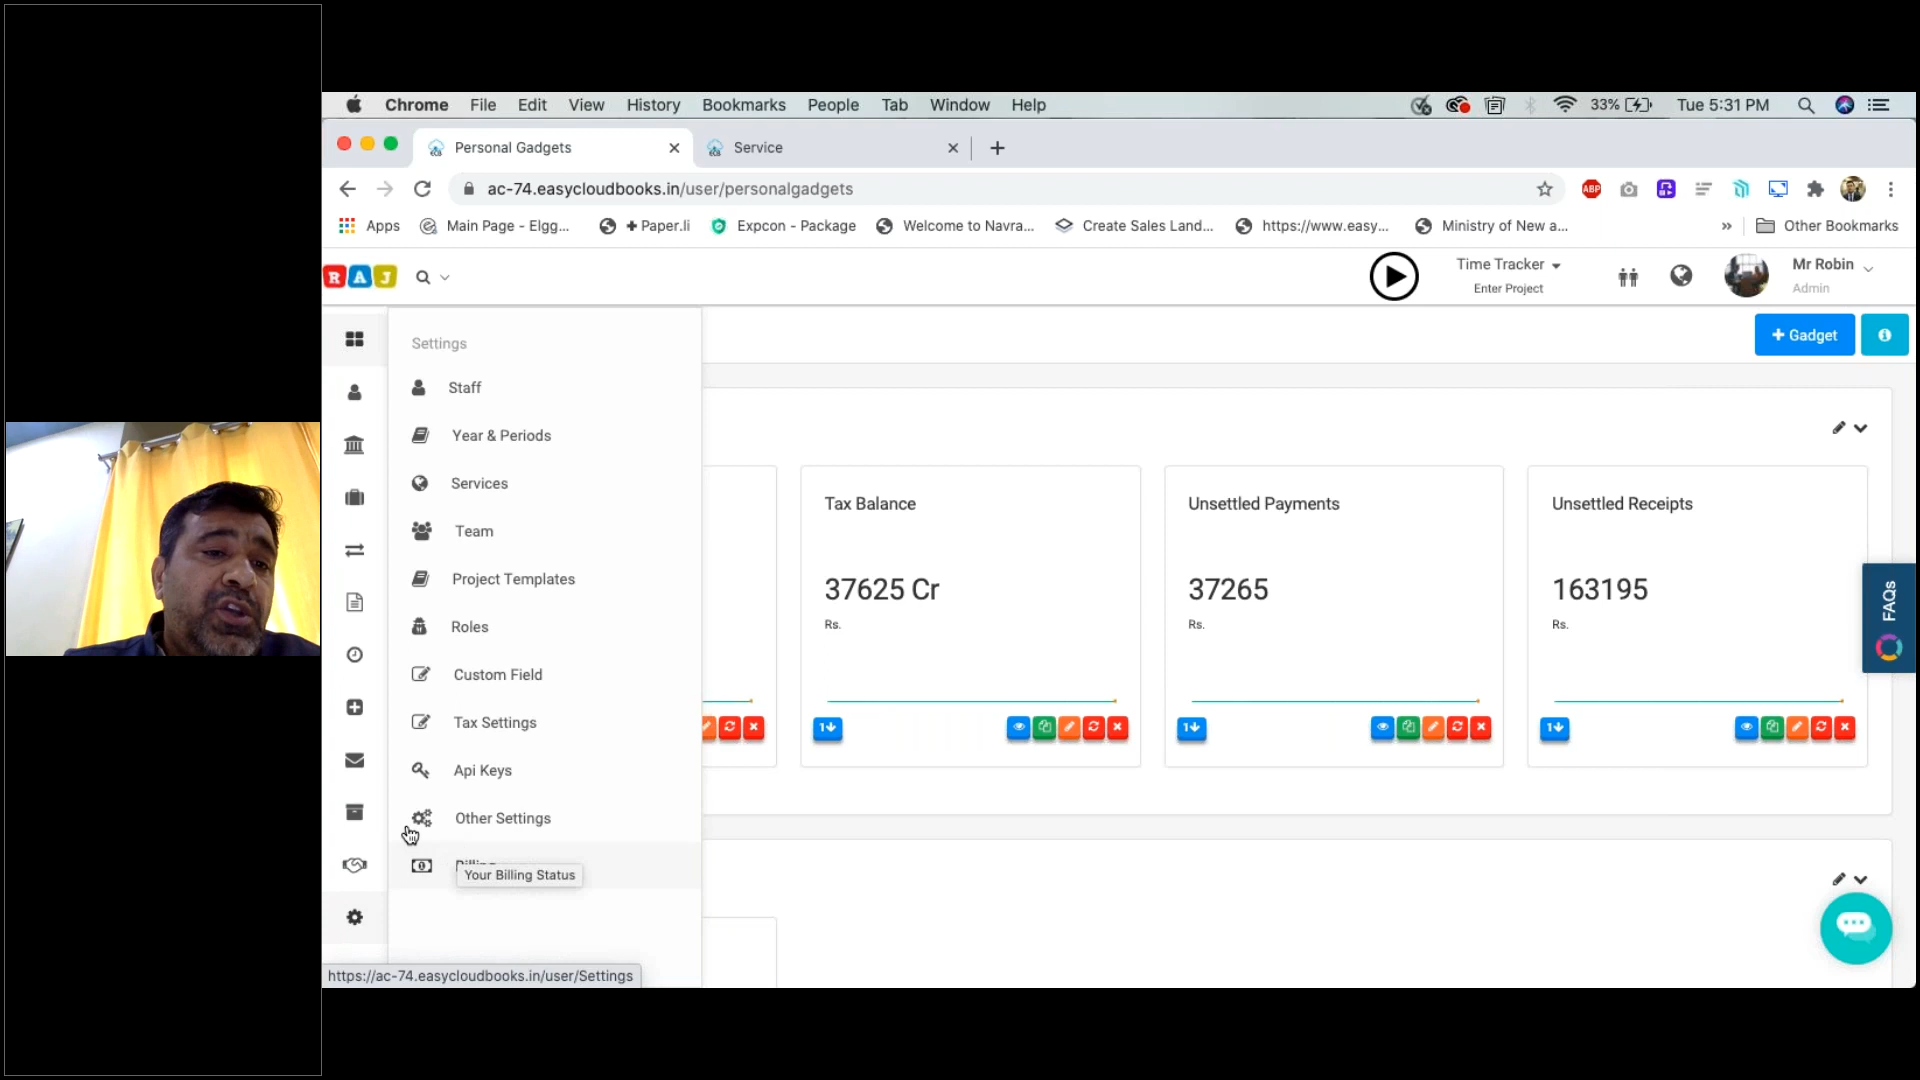 Chrome File Edit View History Bookmarks People Tab Window Help
33% Tue 5:31 PM
Personal Gadgets
Service
ac-74.easycloudbooks.in/user/personalgadgets
ABP
Apps
Main Page - Elgg...
+ Paper.li
Expcon - Package
Welcome to Navra...
Create Sales Land...
https://www.easy...
Ministry of New a...
»
Other Bookmarks
RAJ
Time Tracker
Enter Project
Mr Robin
Admin
Settings
Staff
Year & Periods
Services
Team
Project Templates
Roles
Custom Field
Tax Settings
Api Keys
Other Settings
Your Billing Status
+ Gadget
Tax Balance
37625 Cr
Rs.
Unsettled Payments
37265
Rs.
Unsettled Receipts
163195
Rs.
1
1
1
FAQs
https://ac-74.easycloudbooks.in/user/Settings